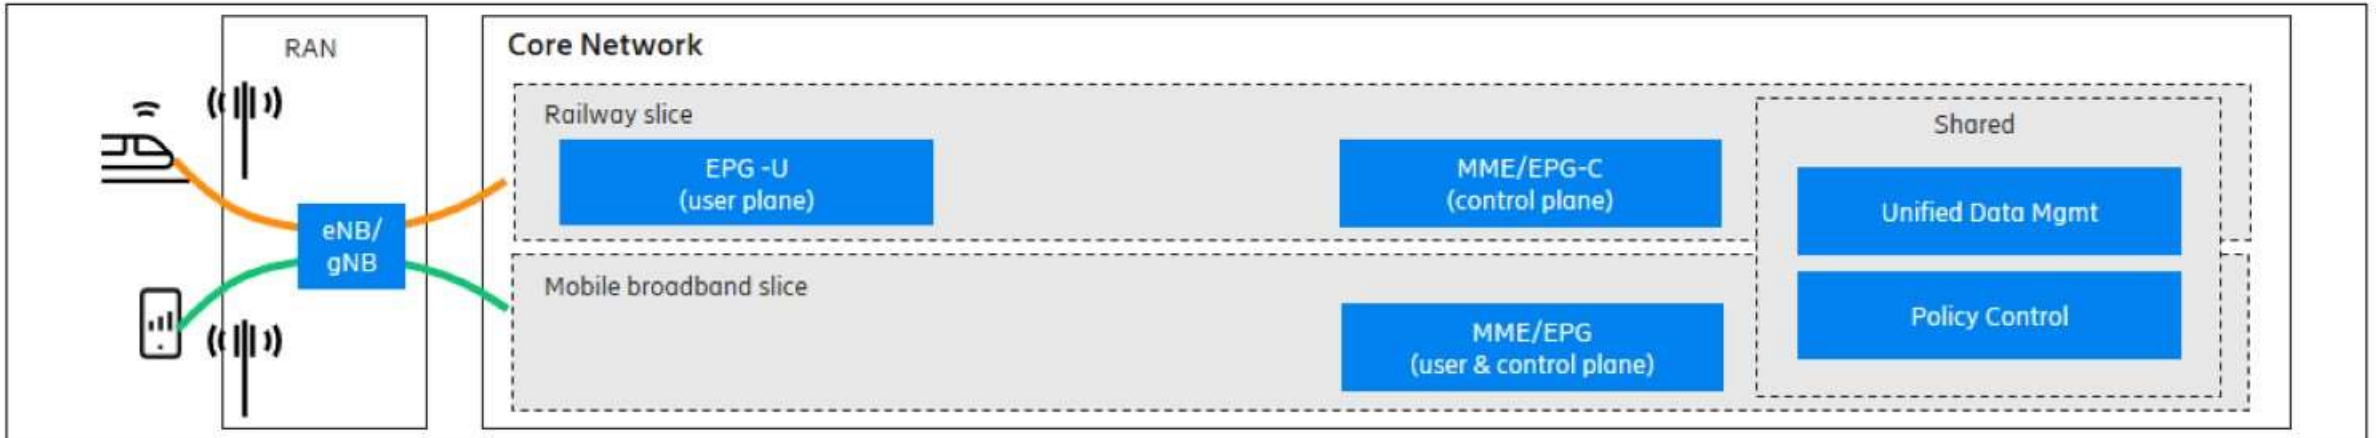 RAN
Core Network
Railway slice
Shared
EPG -U
(user plane)
MME/EPG-C
(control plane)
Unified Data Mgmt
eNB/
gNB
Mobile broadband slice
MME/EPG
(user & control plane)
Policy Control